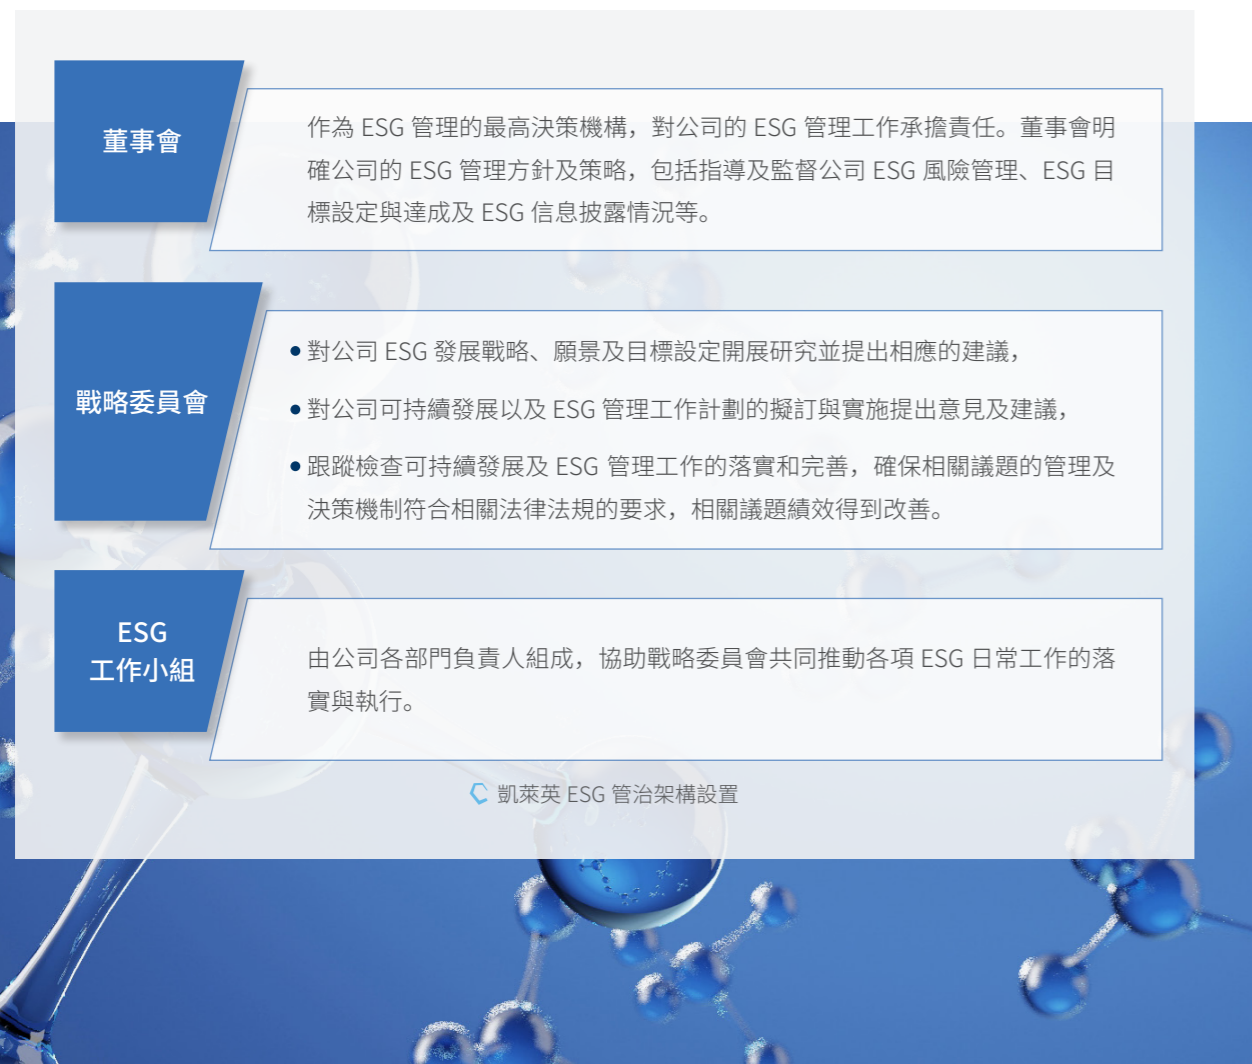 董事會
作為 ESG 管理的最高決策機構，對公司的 ESG 管理工作承擔責任。董事會明
確公司的 ESG 管理方針及策略，包括指導及監督公司 ESG 風險管理、ESG 目
標設定與達成及 ESG 信息披露情況等。
戰略委員會
●對公司 ESG 發展戰略、願景及目標設定開展研究並提出相應的建議，
●對公司可持續發展以及 ESG 管理工作計劃的擬訂與實施提出意見及建議，
●跟蹤檢查可持續發展及 ESG 管理工作的落實和完善，確保相關議題的管理及
決策機制符合相關法律法規的要求，相關議題績效得到改善。
ESG
工作小組
由公司各部門負責人組成，協助戰略委員會共同推動各項 ESG 日常工作的落
實與執行。
凱萊英 ESG 管治架構設置